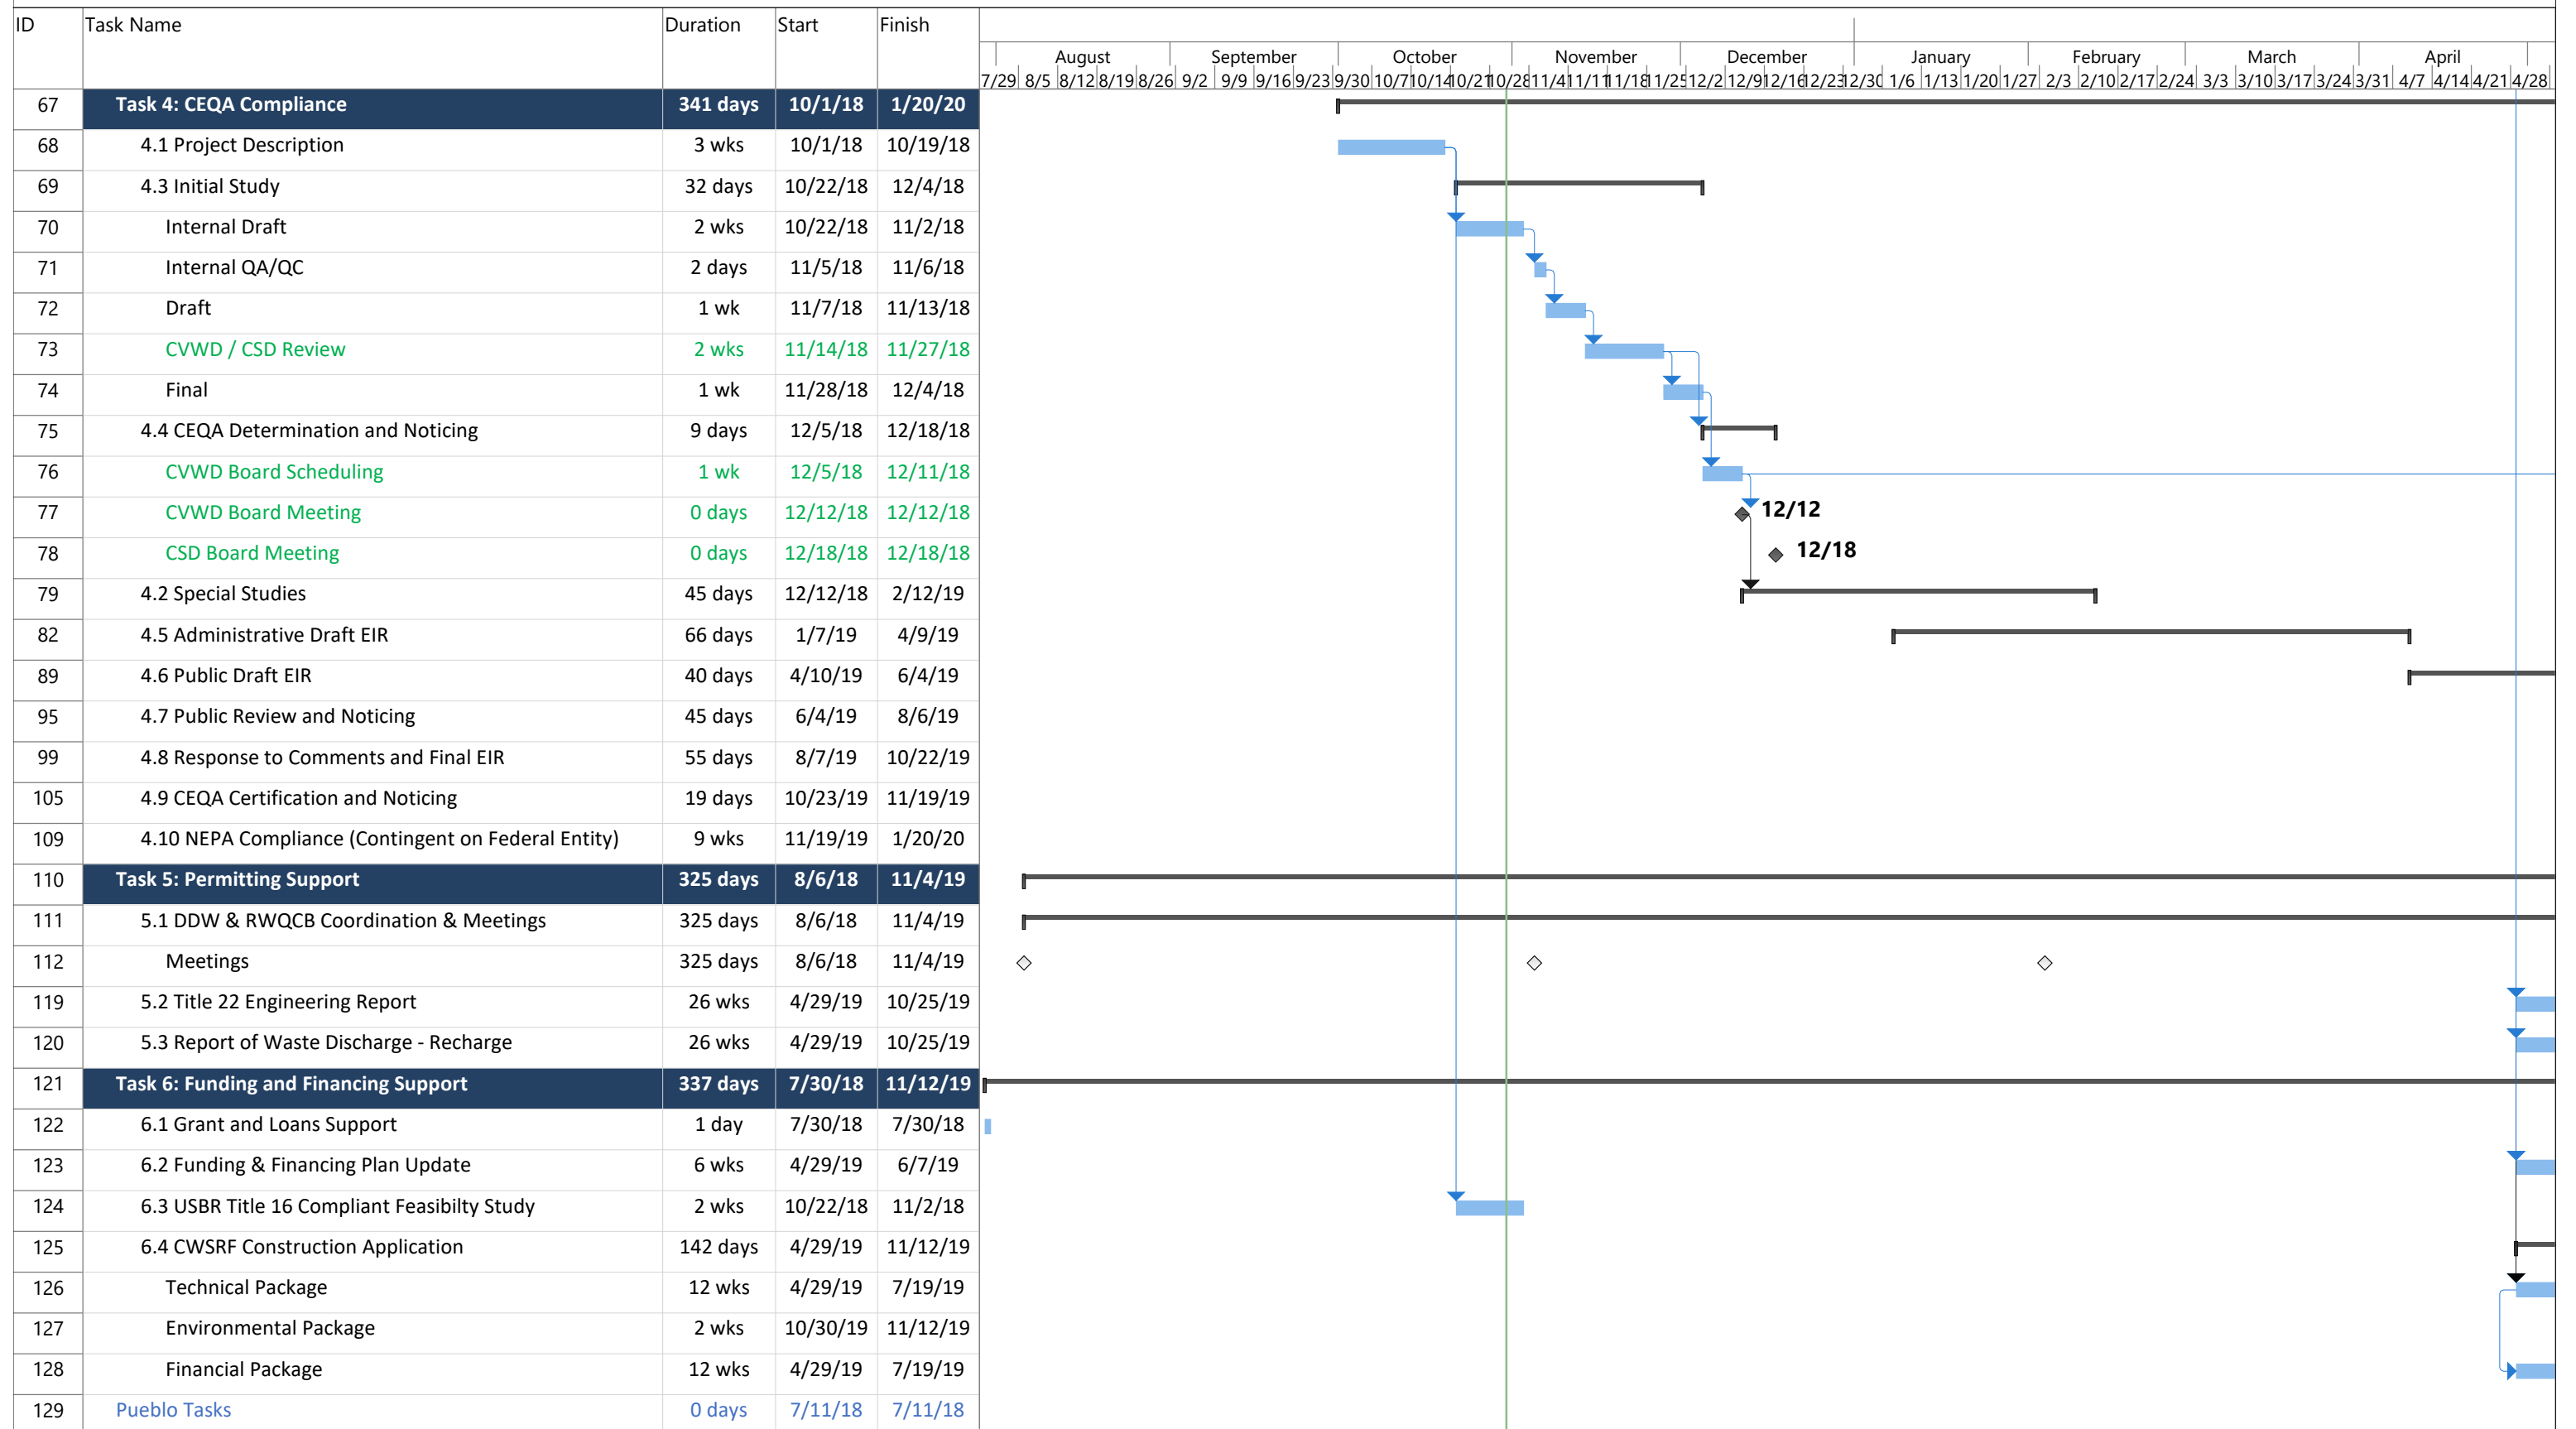 ID Task Name Duration Start Finish
August September October November December January February March April
7/29 8/5 8/12 8/19 8/26 9/2 9/9 9/16 9/23 9/30 10/7 10/14 10/21 10/28 11/4 11/11 11/18 11/25 12/2 12/9 12/16 12/23 12/30 1/6 1/13 1/20 1/27 2/3 2/10 2/17 2/24 3/3 3/10 3/17 3/24 3/31 4/7 4/14 4/21 4/28
67 Task 4: CEQA Compliance 341 days 10/1/18 1/20/20
68 4.1 Project Description 3 wks 10/1/18 10/19/18
69 4.3 Initial Study 32 days 10/22/18 12/4/18
70 Internal Draft 2 wks 10/22/18 11/2/18
71 Internal QA/QC 2 days 11/5/18 11/6/18
72 Draft 1 wk 11/7/18 11/13/18
73 CVWD / CSD Review 2 wks 11/14/18 11/27/18
74 Final 1 wk 11/28/18 12/4/18
75 4.4 CEQA Determination and Noticing 9 days 12/5/18 12/18/18
76 CVWD Board Scheduling 1 wk 12/5/18 12/11/18
77 CVWD Board Meeting 0 days 12/12/18 12/12/18 12/12
78 CSD Board Meeting 0 days 12/18/18 12/18/18 12/18
79 4.2 Special Studies 45 days 12/12/18 2/12/19
82 4.5 Administrative Draft EIR 66 days 1/7/19 4/9/19
89 4.6 Public Draft EIR 40 days 4/10/19 6/4/19
95 4.7 Public Review and Noticing 45 days 6/4/19 8/6/19
99 4.8 Response to Comments and Final EIR 55 days 8/7/19 10/22/19
105 4.9 CEQA Certification and Noticing 19 days 10/23/19 11/19/19
109 4.10 NEPA Compliance (Contingent on Federal Entity) 9 wks 11/19/19 1/20/20
110 Task 5: Permitting Support 325 days 8/6/18 11/4/19
111 5.1 DDW & RWQCB Coordination & Meetings 325 days 8/6/18 11/4/19
112 Meetings 325 days 8/6/18 11/4/19
119 5.2 Title 22 Engineering Report 26 wks 4/29/19 10/25/19
120 5.3 Report of Waste Discharge - Recharge 26 wks 4/29/19 10/25/19
121 Task 6: Funding and Financing Support 337 days 7/30/18 11/12/19
122 6.1 Grant and Loans Support 1 day 7/30/18 7/30/18
123 6.2 Funding & Financing Plan Update 6 wks 4/29/19 6/7/19
124 6.3 USBR Title 16 Compliant Feasibilty Study 2 wks 10/22/18 11/2/18
125 6.4 CWSRF Construction Application 142 days 4/29/19 11/12/19
126 Technical Package 12 wks 4/29/19 7/19/19
127 Environmental Package 2 wks 10/30/19 11/12/19
128 Financial Package 12 wks 4/29/19 7/19/19
129 Pueblo Tasks 0 days 7/11/18 7/11/18